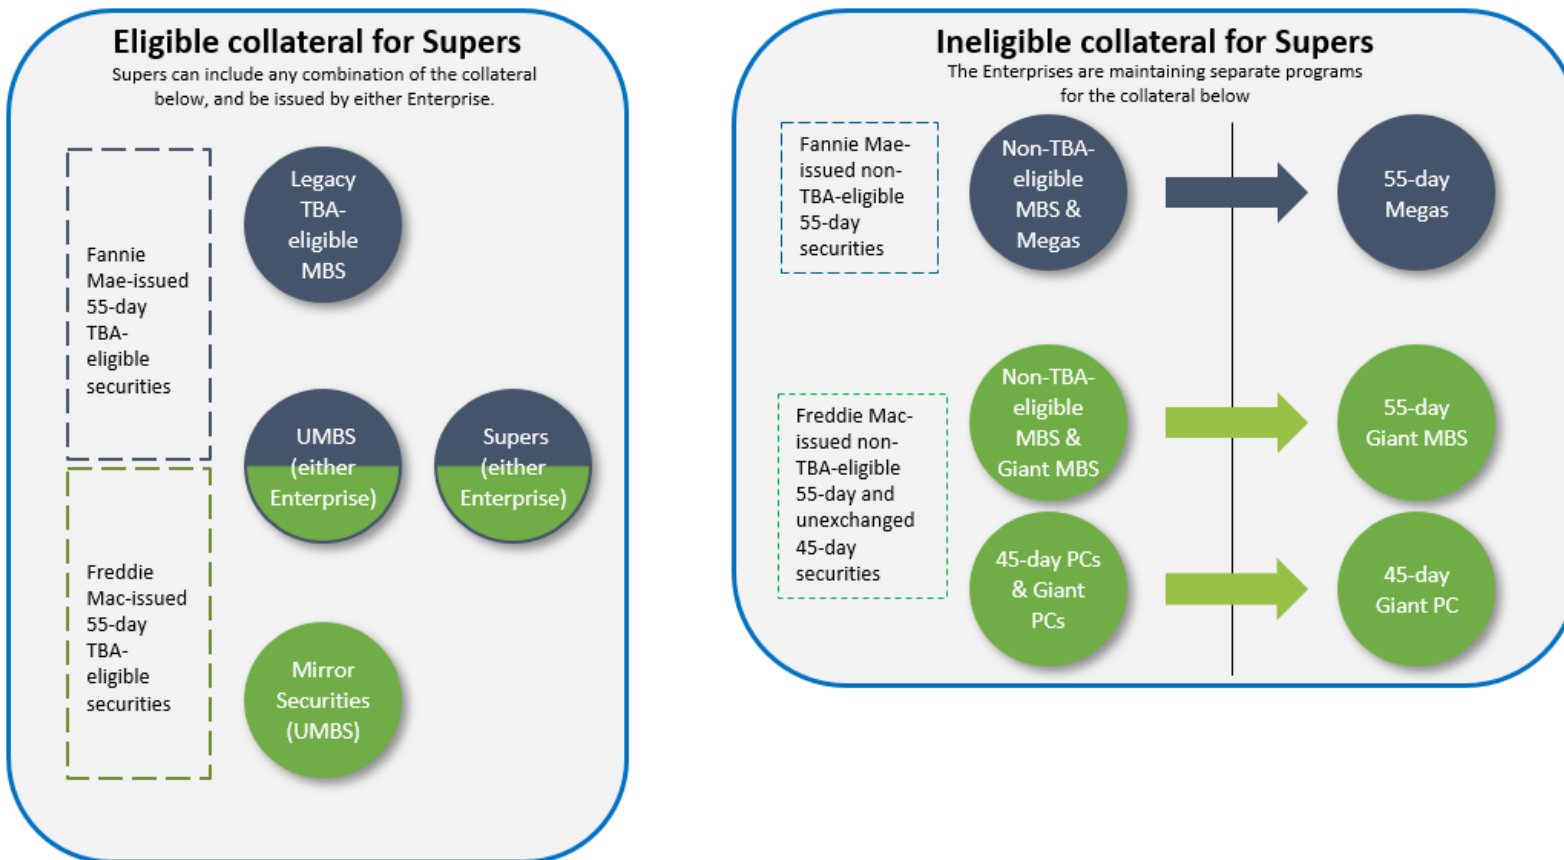 Eligible collateral for Supers
Supers can include any combination of the collateral
below, and be issued by either Enterprise.
Fannie
Mae-issued
55-day
TBA-
eligible
securities
Legacy
TBA-
eligible
MBS
UMBS
(either
Enterprise)
Supers
(either
Enterprise)
Freddie
Mac-issued
55-day
TBA-
eligible
securities
Mirror
Securities
(UMBS)
Ineligible collateral for Supers
The Enterprises are maintaining separate programs
for the collateral below
Fannie Mae-
issued non-
TBA-eligible
55-day
securities
Non-TBA-
eligible
MBS &
Megas
55-day
Megas
Freddie Mac-
issued non-
TBA-eligible
55-day and
unexchanged
45-day
securities
Non-TBA-
eligible
MBS &
Giant MBS
55-day
Giant MBS
45-day PCs
& Giant
PCs
45-day
Giant PC